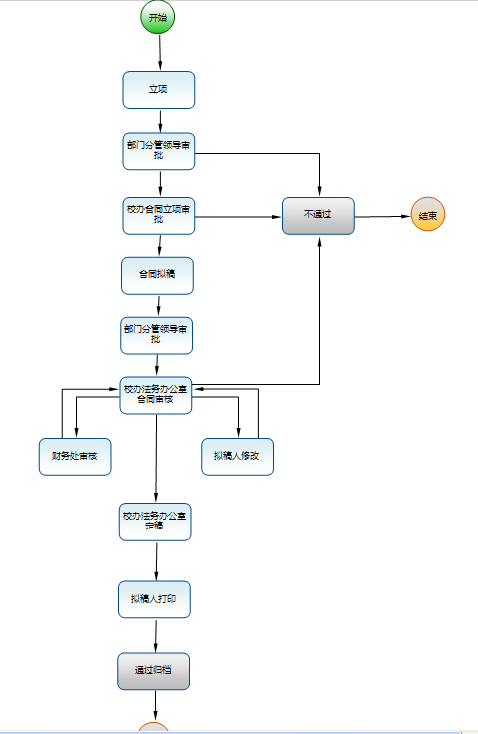 开始
立项
部门分管领导审
批
校办合同立项审
批
不通过
结束
合同拟稿
部门分管领导审
批
校办法务办公室
合同审核
财务处审核
拟稿人修改
校办法务办公室
定稿
拟稿人打印
通过归档